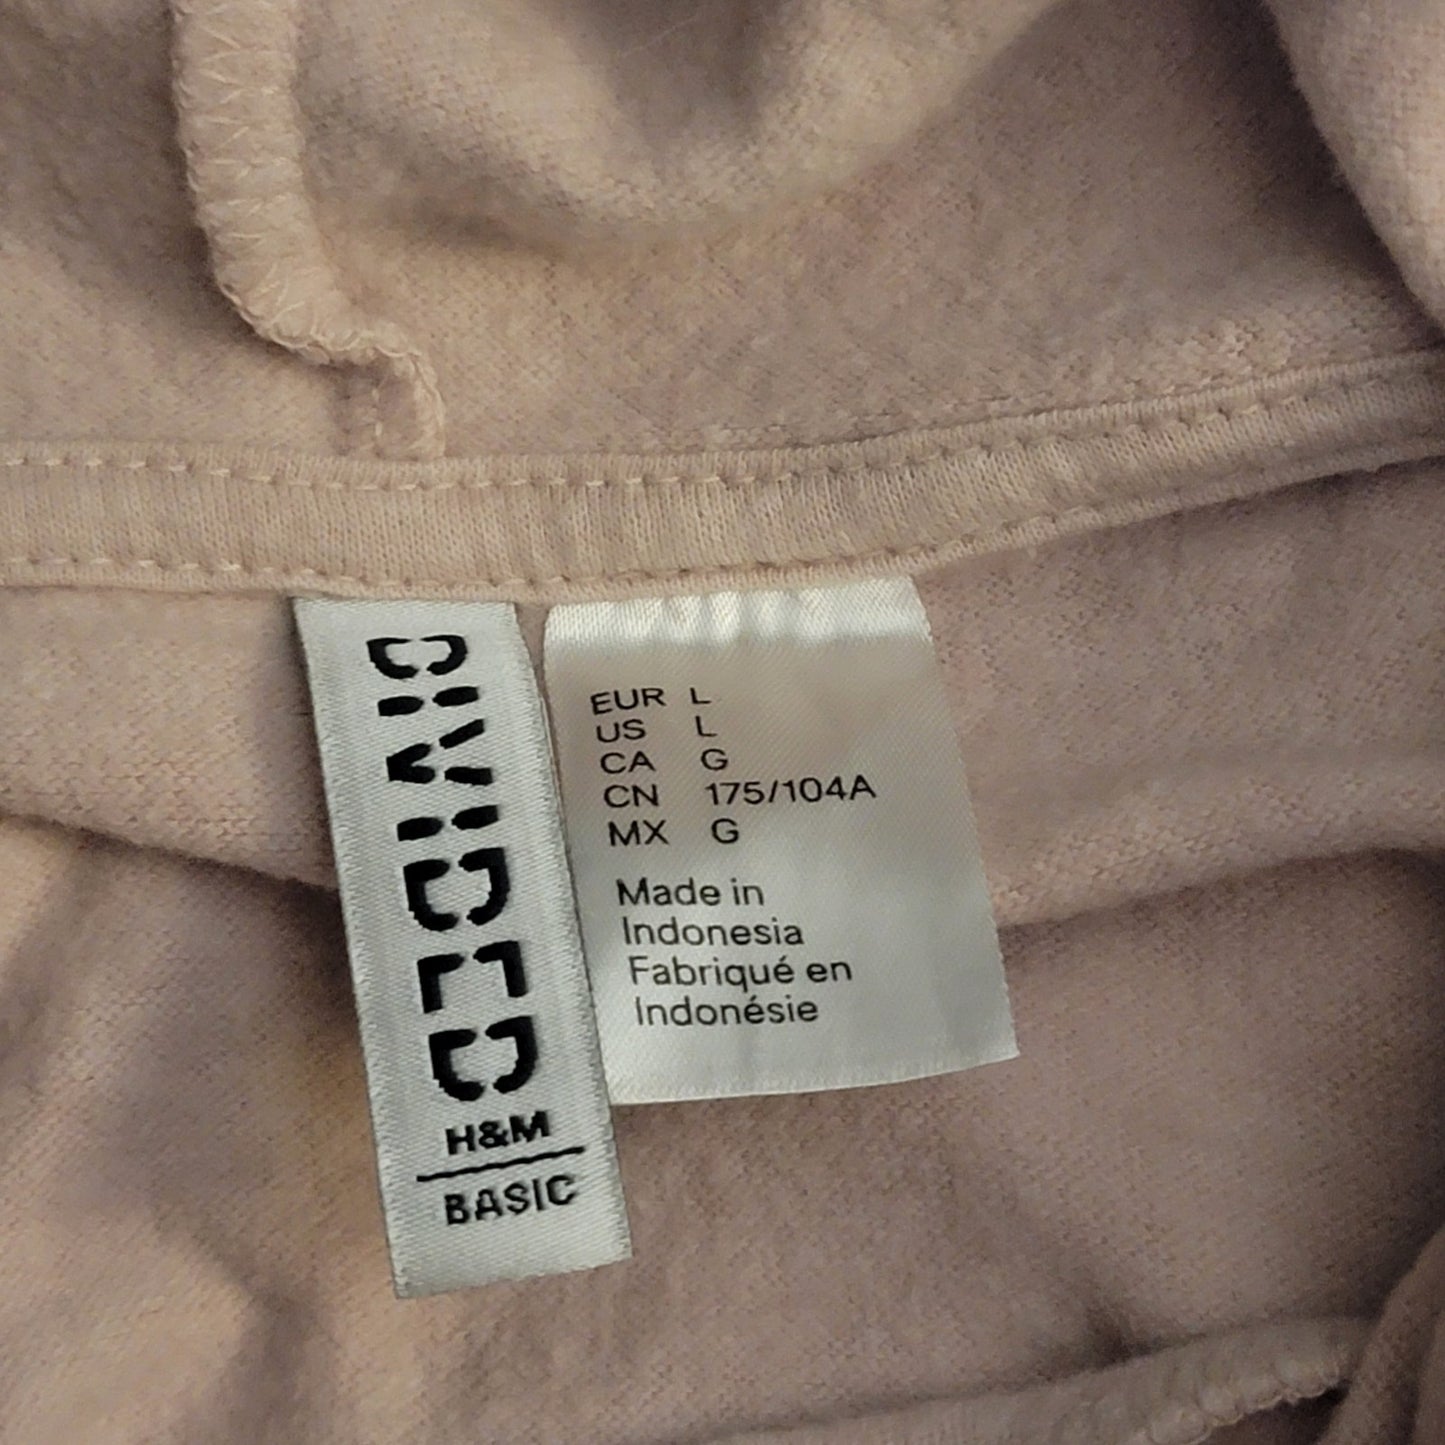 DIVIDED
H&M
BASIC
EUR L
US L
CA G
CN 175/104A
MX G
Made in
Indonesia
Fabriqué en
Indonésie